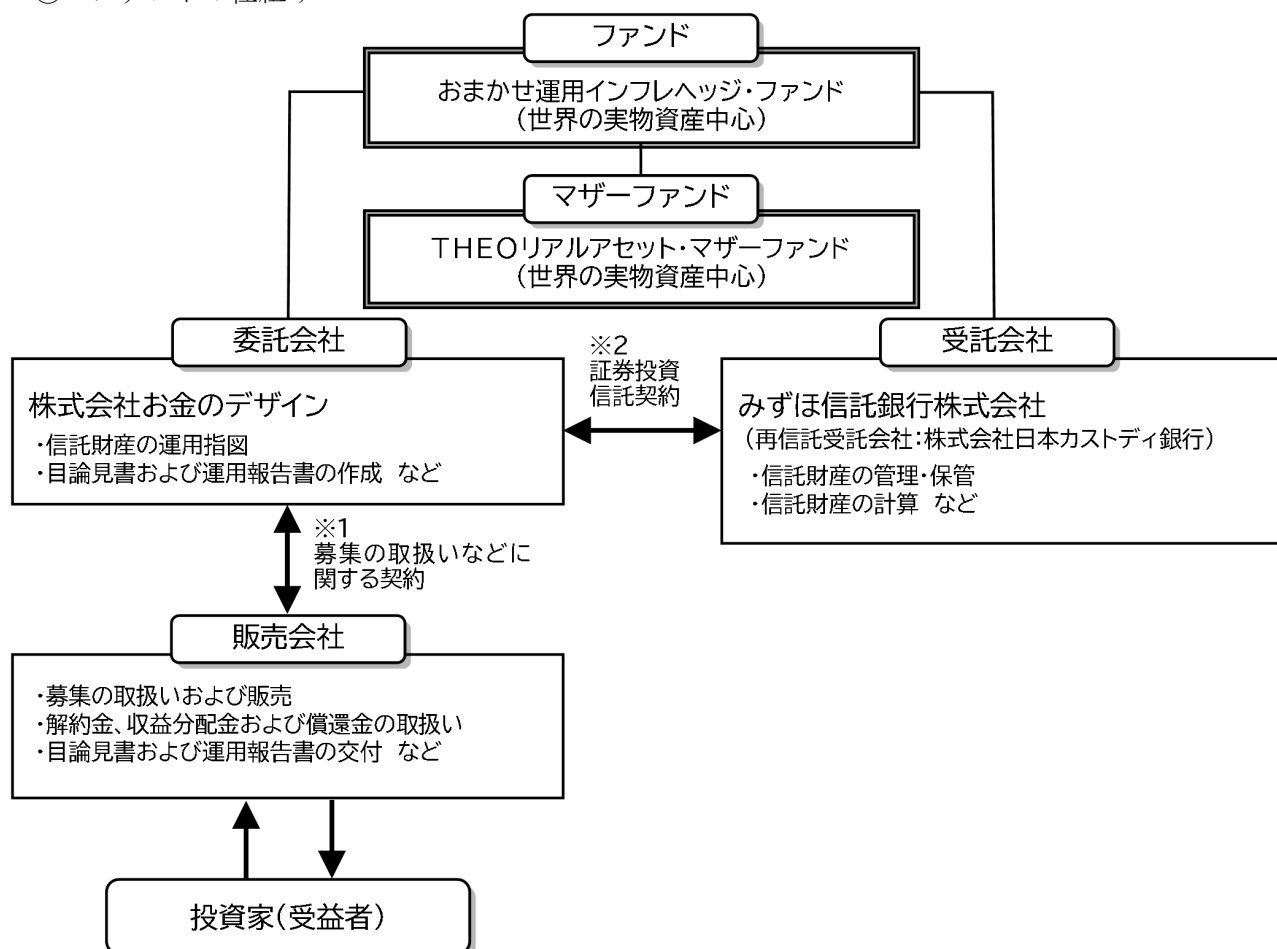 ファンド
おまかせ運用インフレヘッジ・ファンド
(世界の実物資産中心)
マザーファンド
THEOリアルアセット・マザーファンド
(世界の実物資産中心)
委託会社
株式会社お金のデザイン
・信託財産の運用指図
・目論見書および運用報告書の作成 など
※2
証券投資
信託契約
受託会社
みずほ信託銀行株式会社
(再信託受託会社:株式会社日本カストディ銀行)
・信託財産の管理・保管
・信託財産の計算 など
※1
募集の取扱いなどに
関する契約
販売会社
・募集の取扱いおよび販売
・解約金、収益分配金および償還金の取扱い
・目論見書および運用報告書の交付 など
投資家(受益者)